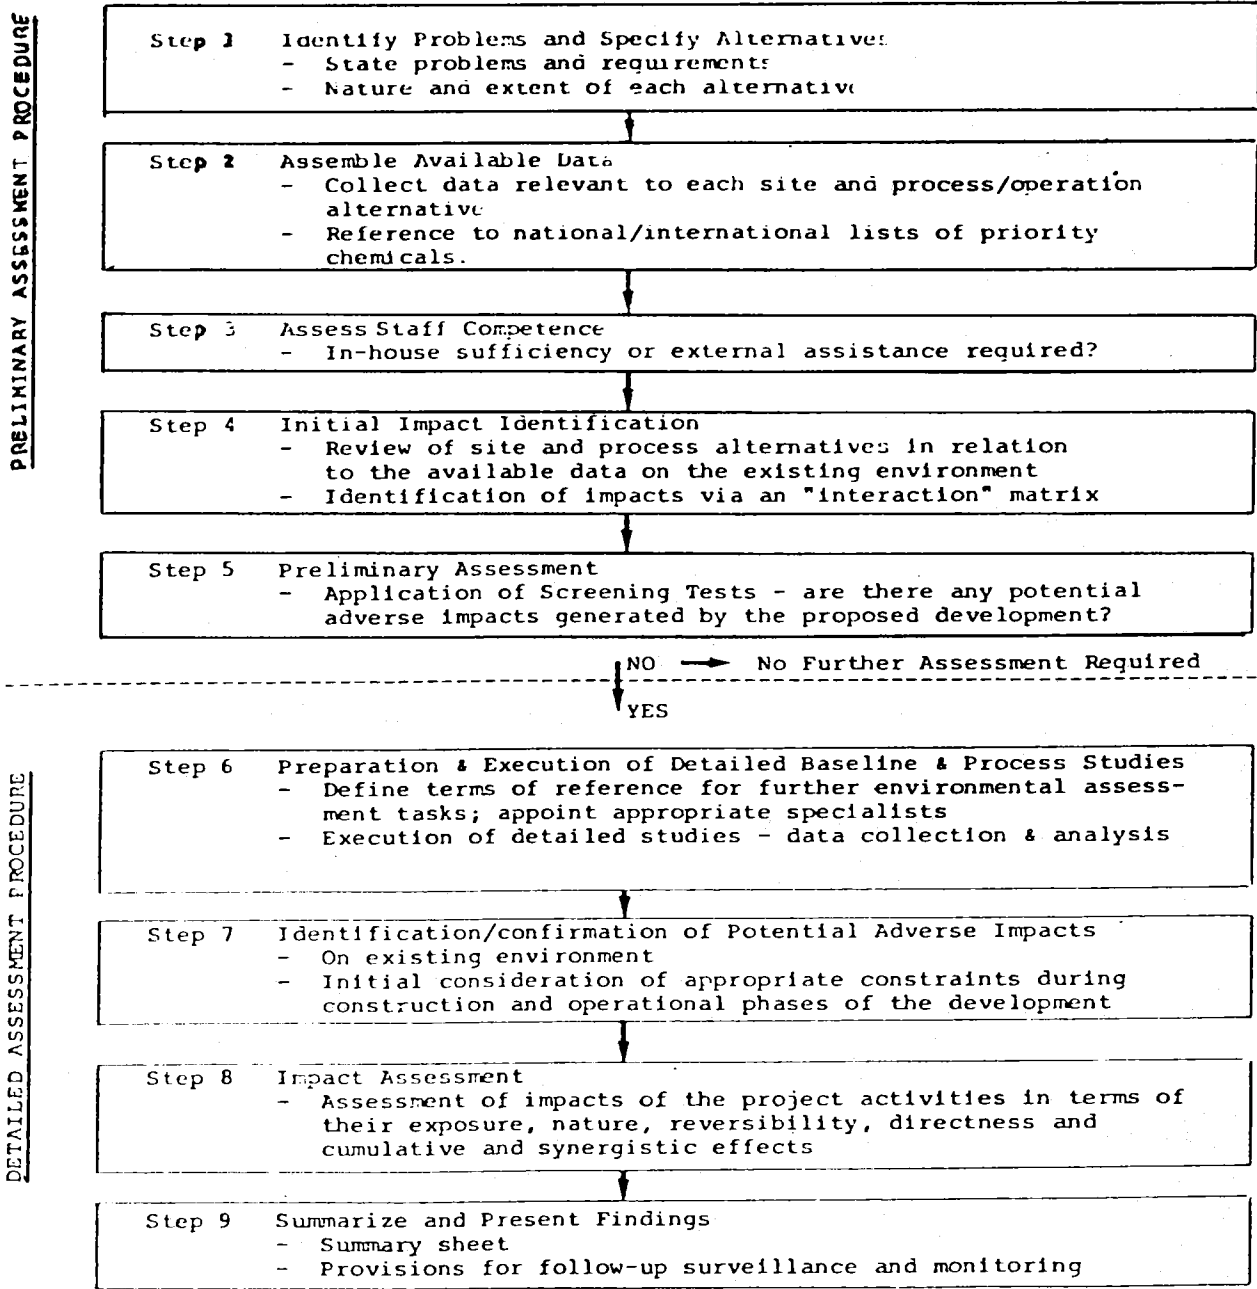 PRELIMINARY ASSESSMENT PROCEDURE
Step 1 Identify Problems and Specify Alternatives
- State problems and requirements
- Nature and extent of each alternative
Step 2 Assemble Available Data
- Collect data relevant to each site and process/operation
alternative
- Reference to national/international lists of priority
chemicals.
Step 3 Assess Staff Competence
- In-house sufficiency or external assistance required?
Step 4 Initial Impact Identification
- Review of site and process alternatives in relation
to the available data on the existing environment
- Identification of impacts via an "interaction" matrix
Step 5 Preliminary Assessment
- Application of Screening Tests - are there any potential
adverse impacts generated by the proposed development?
NO → No Further Assessment Required
YES
DETAILED ASSESSMENT PROCEDURE
Step 6 Preparation & Execution of Detailed Baseline & Process Studies
- Define terms of reference for further environmental assess-
ment tasks; appoint appropriate specialists
- Execution of detailed studies - data collection & analysis
Step 7 Identification/confirmation of Potential Adverse Impacts
- On existing environment
- Initial consideration of appropriate constraints during
construction and operational phases of the development
Step 8 Impact Assessment
- Assessment of impacts of the project activities in terms of
their exposure, nature, reversibility, directness and
cumulative and synergistic effects
Step 9 Summarize and Present Findings
- Summary sheet
- Provisions for follow-up surveillance and monitoring